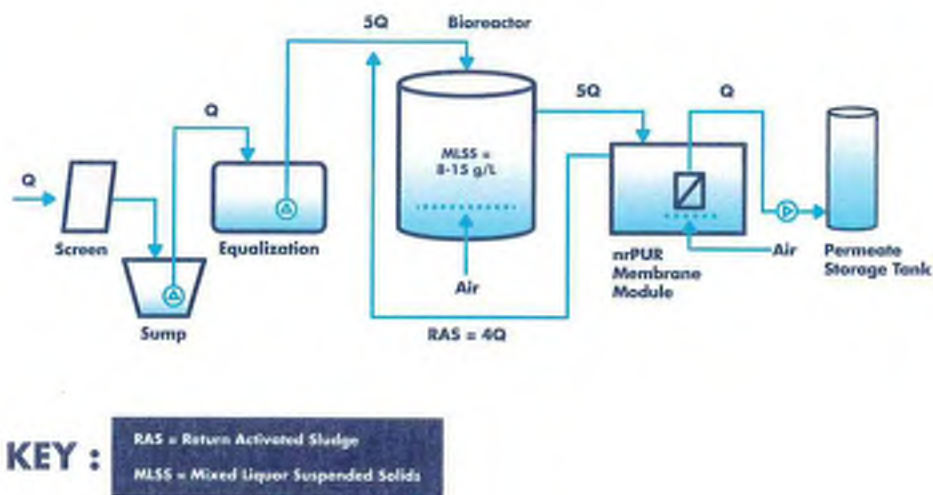 5Q
Bioreactor
Q
5Q
Q
MLSS =
8-15 g/L
Q
Screen
Equalization
nrPUR
Membrane
Module
Air
Permeate
Storage Tank
Air
Sump
RAS = 4Q
KEY :
RAS = Return Activated Sludge
MLSS = Mixed Liquor Suspended Solids